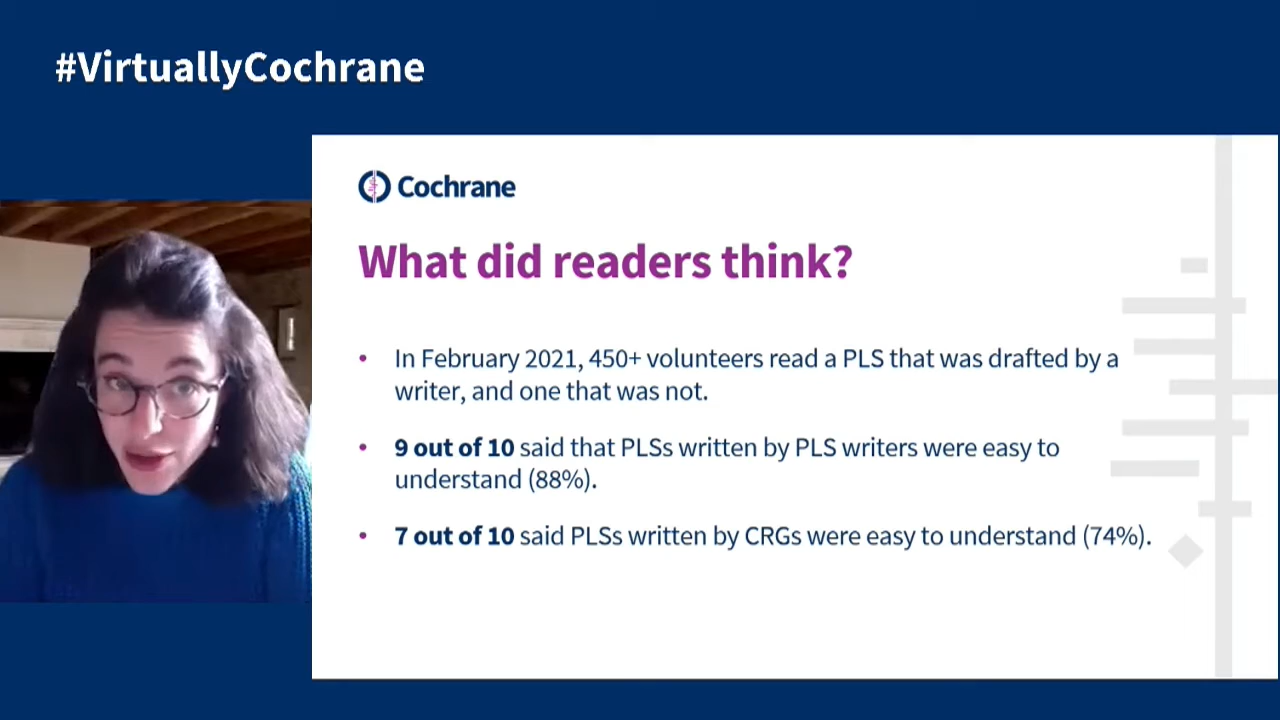 #VirtuallyCochrane
Cochrane
What did readers think?
• In February 2021, 450+ volunteers read a PLS that was drafted by a
writer, and one that was not.
• 9 out of 10 said that PLSs written by PLS writers were easy to
understand (88%).
• 7 out of 10 said PLSs written by CRGs were easy to understand (74%).